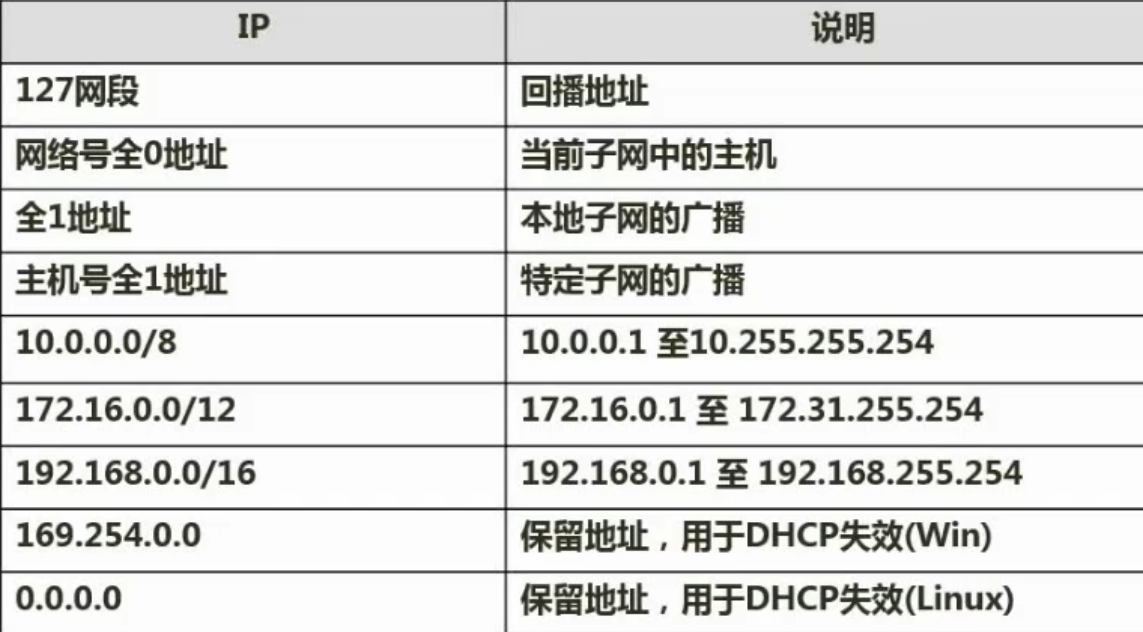 IP 说明
127网段 回播地址
网络号全0地址 当前子网中的主机
全1地址 本地子网的广播
主机号全1地址 特定子网的广播
10.0.0.0/8 10.0.0.1 至10.255.255.254
172.16.0.0/12 172.16.0.1 至 172.31.255.254
192.168.0.0/16 192.168.0.1 至 192.168.255.254
169.254.0.0 保留地址，用于DHCP失效(Win)
0.0.0.0 保留地址，用于DHCP失效(Linux)